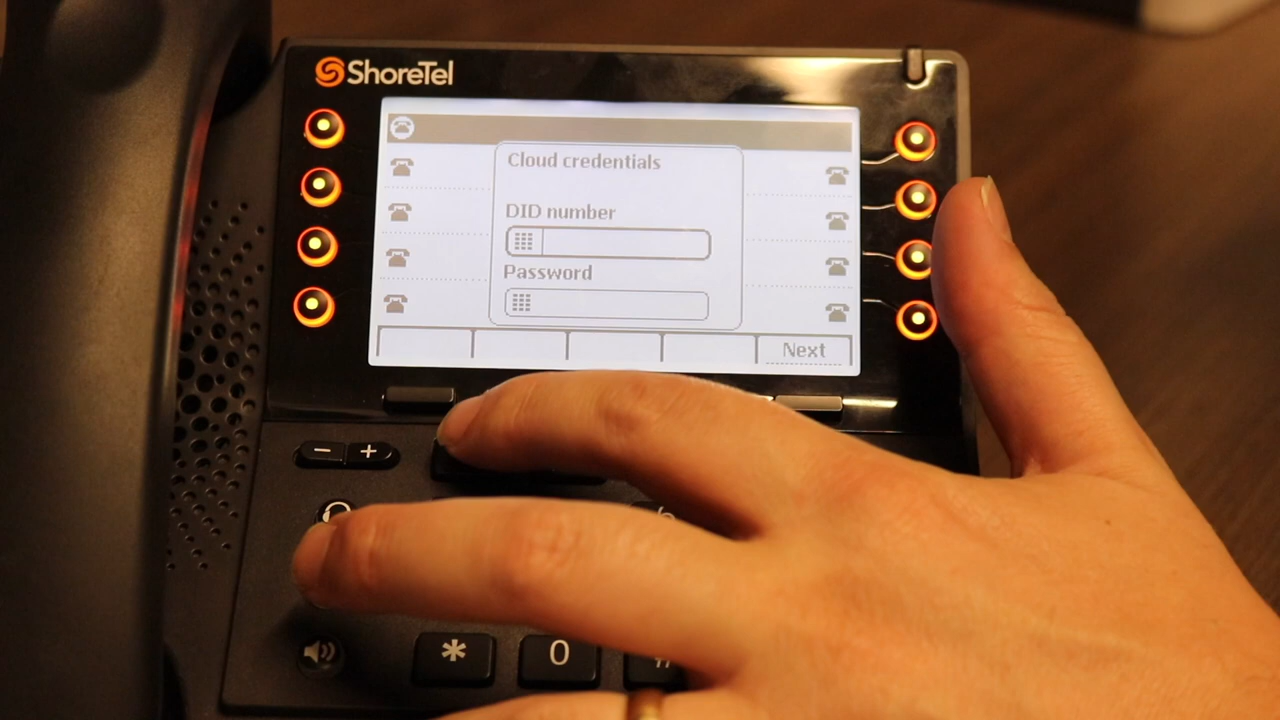 ShoreTel
Cloud credentials
DID number
Password
Next
− +
* 0